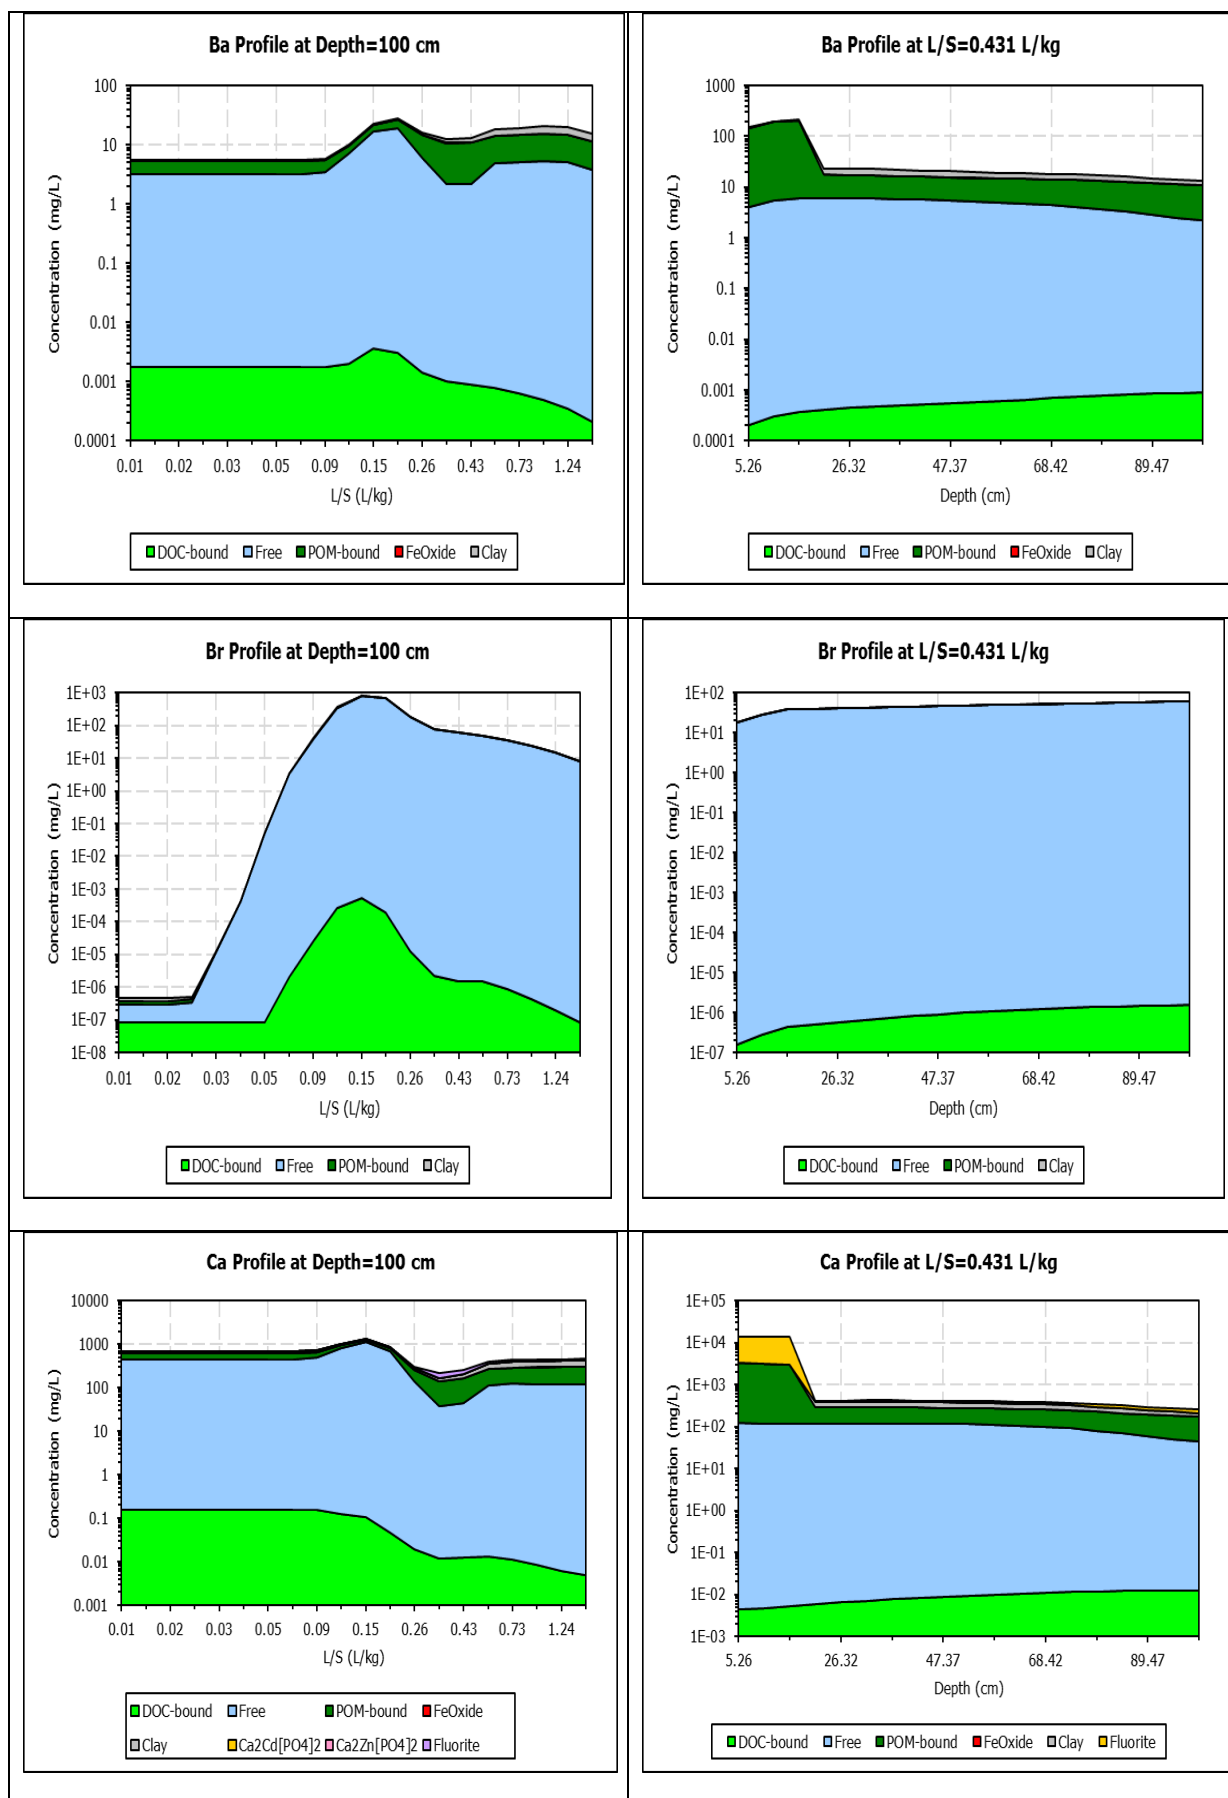 Ba Profile at Depth=100 cm
Concentration (mg/L)
100
10
1
0.1
0.01
0.001
0.0001
0.01 0.02 0.03 0.05 0.09 0.15 0.26 0.43 0.73 1.24
L/S (L/kg)
DOC-bound Free POM-bound FeOxide Clay
Ba Profile at L/S=0.431 L/kg
Concentration (mg/L)
1000
100
10
1
0.1
0.01
0.001
0.0001
5.26 26.32 47.37 68.42 89.47
Depth (cm)
DOC-bound Free POM-bound FeOxide Clay
Br Profile at Depth=100 cm
Concentration (mg/L)
1E+03
1E+02
1E+01
1E+00
1E-01
1E-02
1E-03
1E-04
1E-05
1E-06
1E-07
1E-08
0.01 0.02 0.03 0.05 0.09 0.15 0.26 0.43 0.73 1.24
L/S (L/kg)
DOC-bound Free POM-bound Clay
Br Profile at L/S=0.431 L/kg
Concentration (mg/L)
1E+02
1E+01
1E+00
1E-01
1E-02
1E-03
1E-04
1E-05
1E-06
1E-07
5.26 26.32 47.37 68.42 89.47
Depth (cm)
DOC-bound Free POM-bound Clay
Ca Profile at Depth=100 cm
Concentration (mg/L)
10000
1000
100
10
1
0.1
0.01
0.001
0.01 0.02 0.03 0.05 0.09 0.15 0.26 0.43 0.73 1.24
L/S (L/kg)
DOC-bound Free POM-bound FeOxide
Clay Ca2Cd[PO4]2 Ca2Zn[PO4]2 Fluorite
Ca Profile at L/S=0.431 L/kg
Concentration (mg/L)
1E+05
1E+04
1E+03
1E+02
1E+01
1E+00
1E-01
1E-02
1E-03
5.26 26.32 47.37 68.42 89.47
Depth (cm)
DOC-bound Free POM-bound FeOxide Clay Fluorite